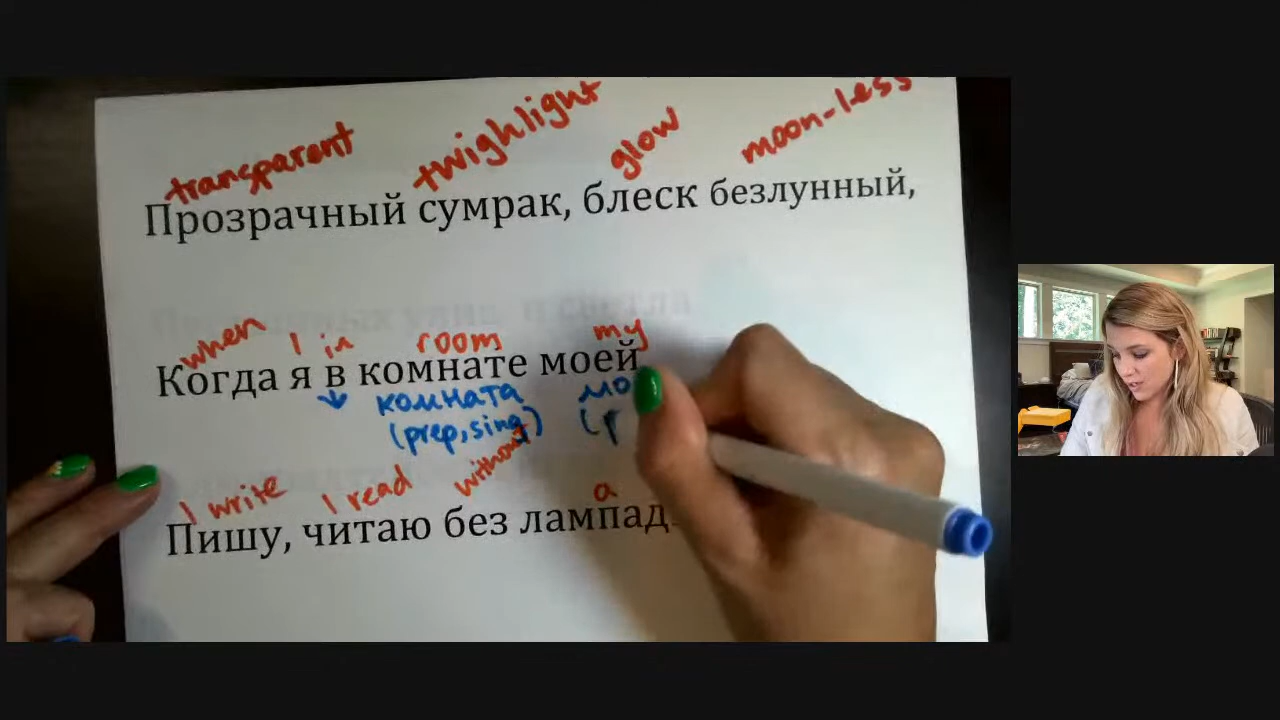 transparent twighlight glow moon-less
Прозрачный сумрак, блеск безлунный,
when I in room my
Когда я в комнате моей
комната мо
(prep, sing) (p
I write I read without a
Пишу, читаю без лампад